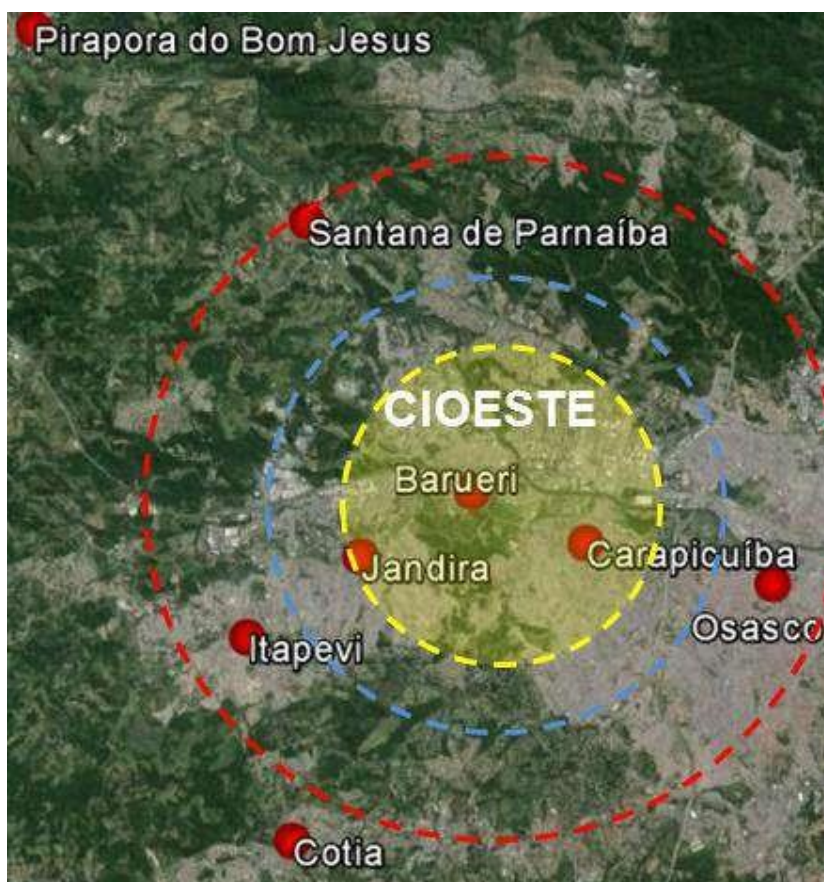 Pirapora do Bom Jesus
Santana de Parnaíba
CIOESTE
Barueri
Carapicuíba
Jandira
Osasco
Itapevi
Cotia